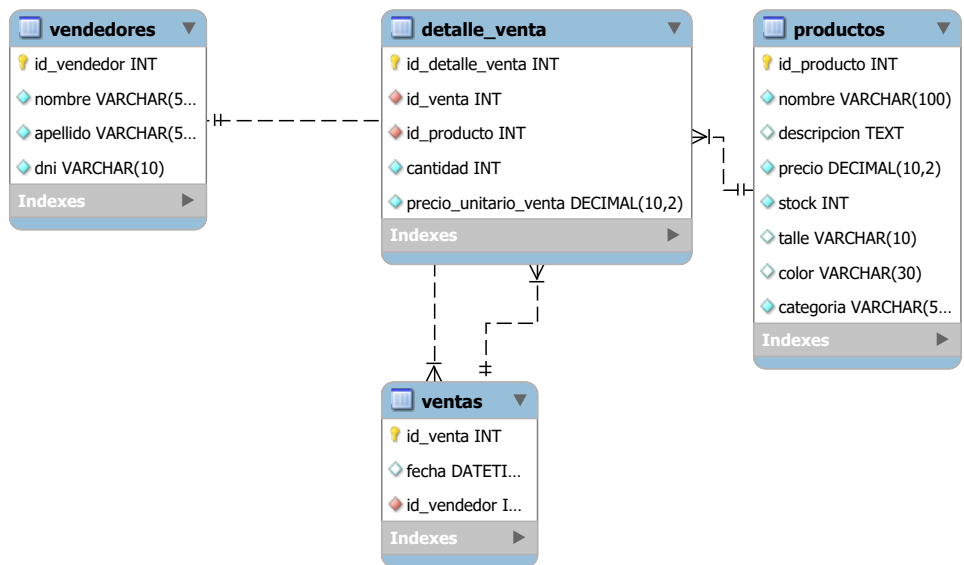 vendedores
id_vendedor INT
nombre VARCHAR(5...
apellido VARCHAR(5...
dni VARCHAR(10)
Indexes
detalle_venta
id_detalle_venta INT
id_venta INT
id_producto INT
cantidad INT
precio_unitario_venta DECIMAL(10,2)
Indexes
productos
id_producto INT
nombre VARCHAR(100)
descripcion TEXT
precio DECIMAL(10,2)
stock INT
talle VARCHAR(10)
color VARCHAR(30)
categoria VARCHAR(5...
Indexes
ventas
id_venta INT
fecha DATETI...
id_vendedor I...
Indexes